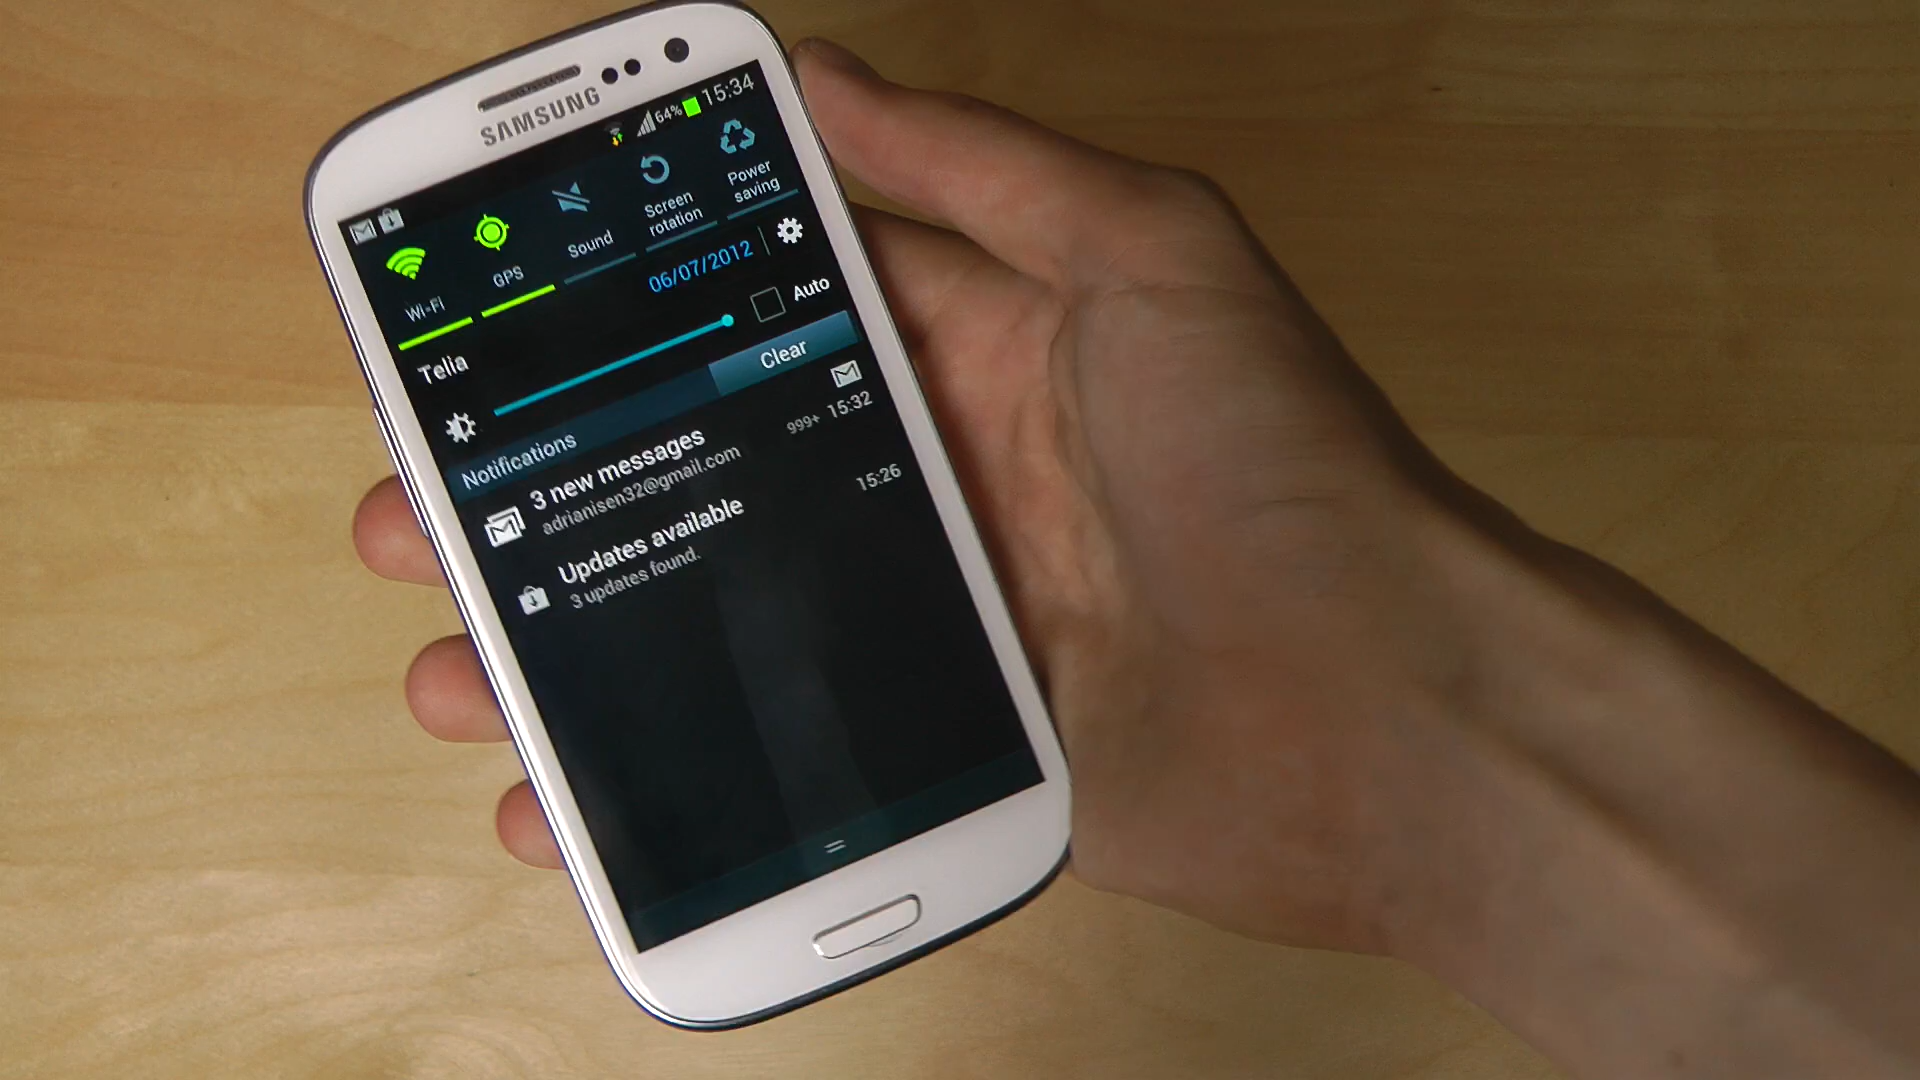 SAMSUNG
64% 15:34
Wi-Fi
GPS
Sound
Screen
rotation
Power
saving
06/07/2012
Telia
Auto
Notifications
Clear
3 new messages
adrianisen32@gmail.com
999+ 15:32
Updates available
3 updates found.
15:26